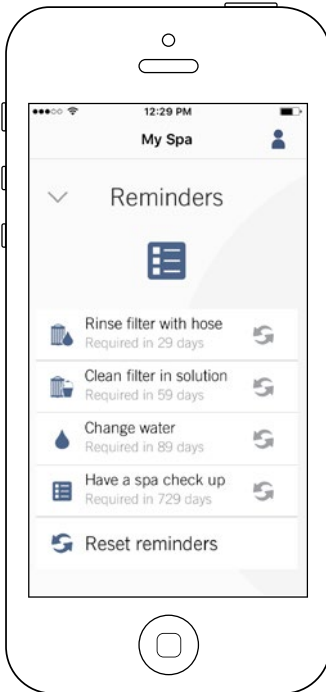 12:29 PM
My Spa
Reminders
Rinse filter with hose
Required in 29 days
Clean filter in solution
Required in 59 days
Change water
Required in 89 days
Have a spa check up
Required in 729 days
Reset reminders